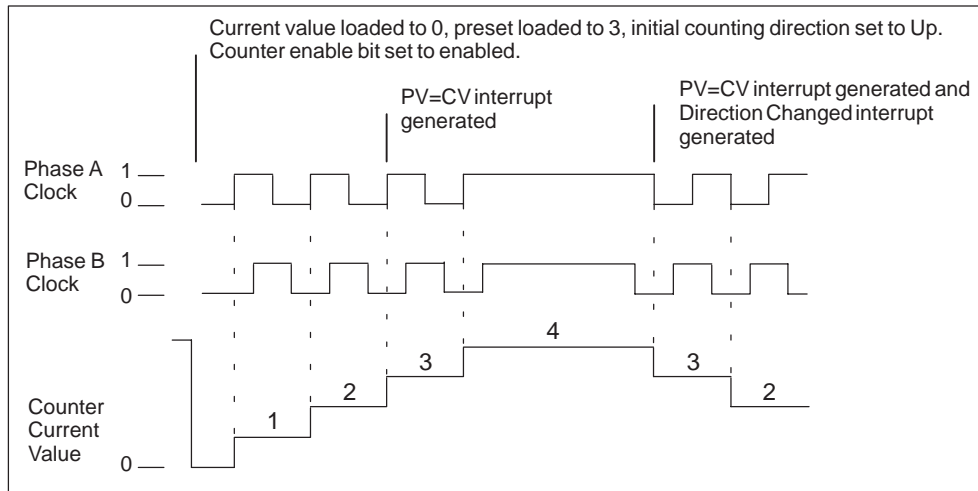 Current value loaded to 0, preset loaded to 3, initial counting direction set to Up.
Counter enable bit set to enabled.
PV=CV interrupt
generated
PV=CV interrupt generated and
Direction Changed interrupt
generated
Phase A
Clock
1
0
Phase B
Clock
1
0
4
3
3
2
2
1
Counter
Current
Value
0